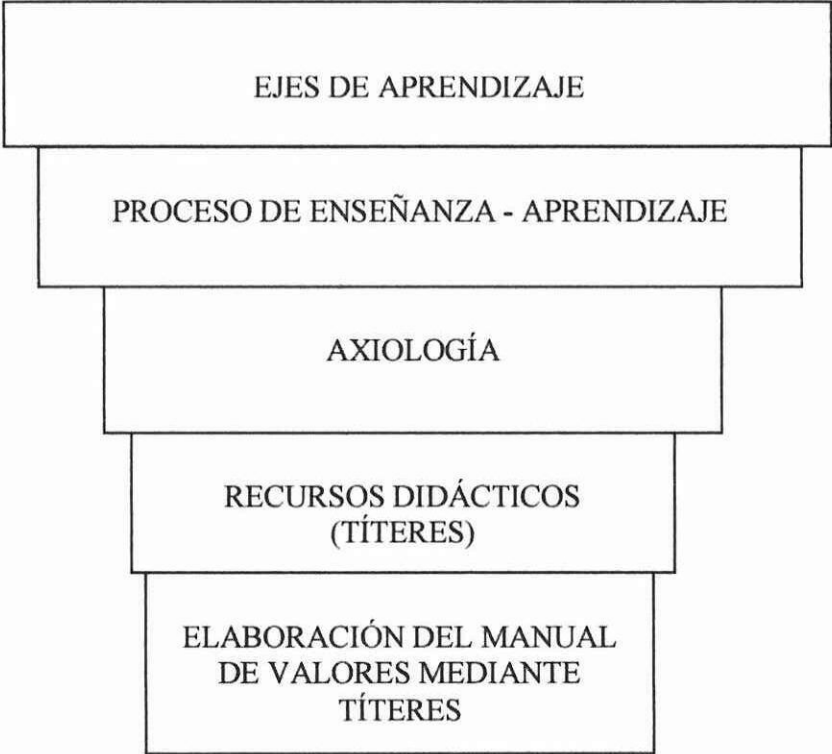 EJES DE APRENDIZAJE
PROCESO DE ENSEÑANZA - APRENDIZAJE
AXIOLOGÍA
RECURSOS DIDÁCTICOS
(TÍTERES)
ELABORACIÓN DEL MANUAL
DE VALORES MEDIANTE
TÍTERES